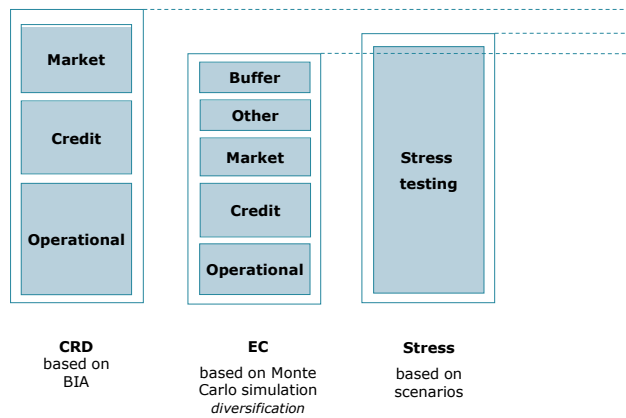 Market
Credit
Operational
CRD
based on
BIA
Buffer
Other
Market
Credit
Operational
EC
based on Monte
Carlo simulation
diversification
Stress
testing
Stress
based on
scenarios